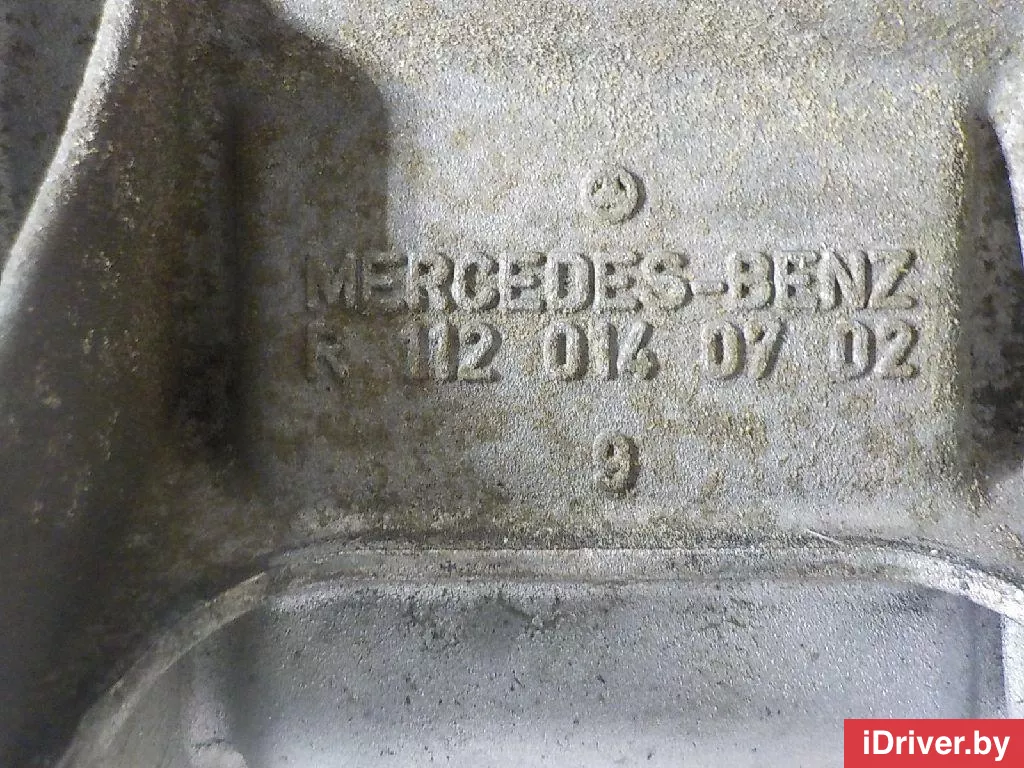 MERCEDES-BENZ
R 112 014 07 02
9
iDriver.by